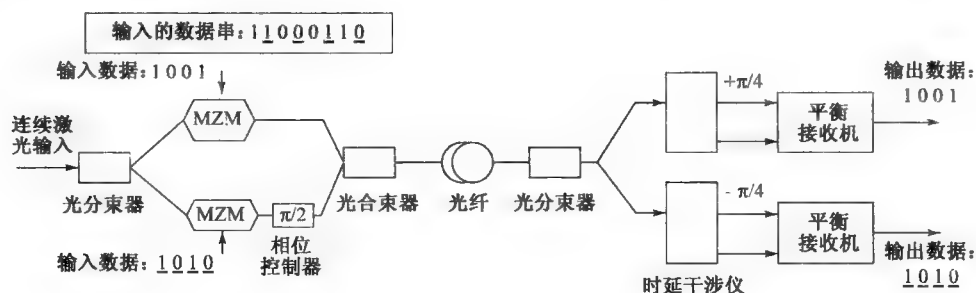 输入的数据串:11000110
输入数据:1001
MZM
连续激
光输入
光分束器
MZM
π/2
相位
控制器
输入数据:1010
光合束器
光纤
光分束器
+π/4
平衡
接收机
输出数据:
1001
-π/4
平衡
接收机
输出数据:
1010
时延干涉仪